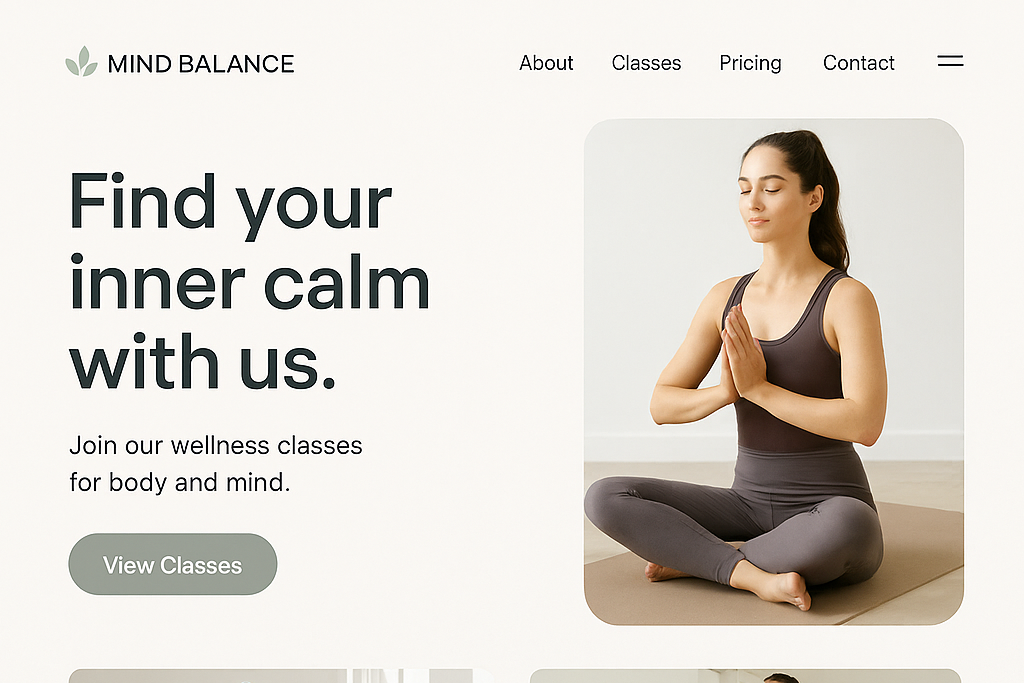 MIND BALANCE
About
Classes
Pricing
Contact
Find your
inner calm
with us.
Join our wellness classes
for body and mind.
View Classes